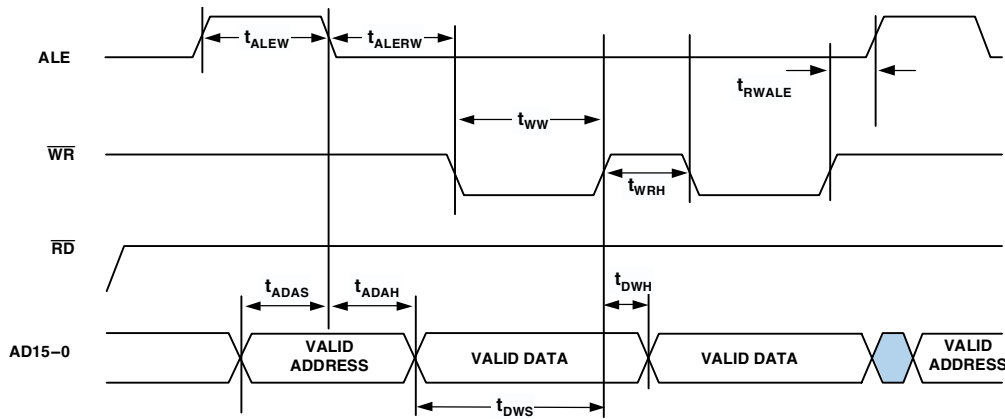 ALE
tALEW
tALERW
tRWALE
tWW
WR
tWRH
RD
tADAS
tADAH
tDWH
AD15–0
VALID
ADDRESS
VALID DATA
VALID DATA
VALID
ADDRESS
tDWS